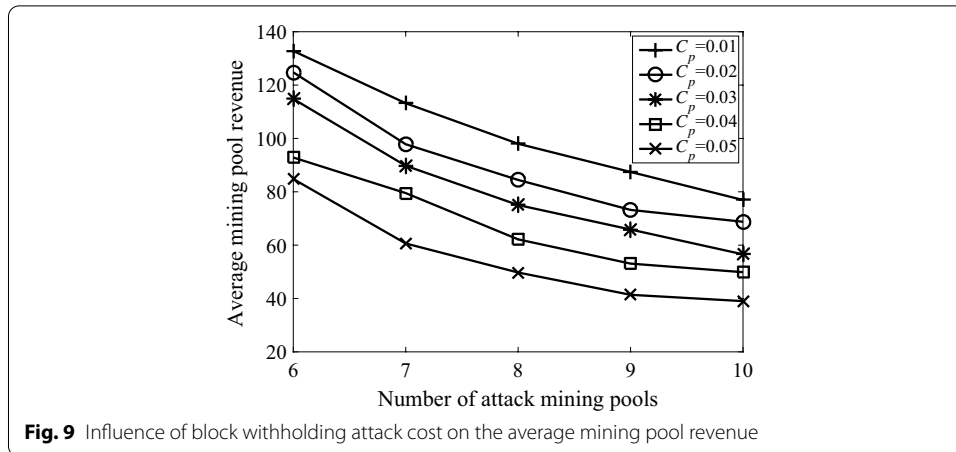 140
120
100
80
60
40
20
Average mining pool revenue
C_p=0.01
C_p=0.02
C_p=0.03
C_p=0.04
C_p=0.05
6 7 8 9 10
Number of attack mining pools
Fig. 9 Influence of block withholding attack cost on the average mining pool revenue